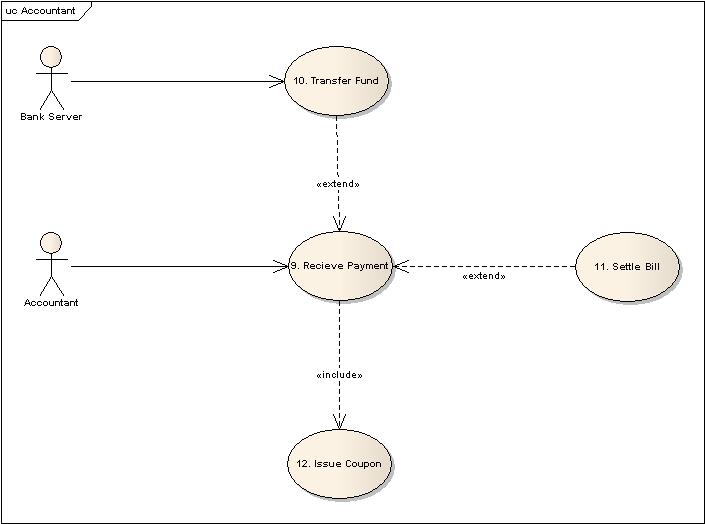 uc Accountant
10. Transfer Fund
Bank Server
«extend»
9. Recieve Payment
11. Settle Bill
«extend»
Accountant
«include»
12. Issue Coupon